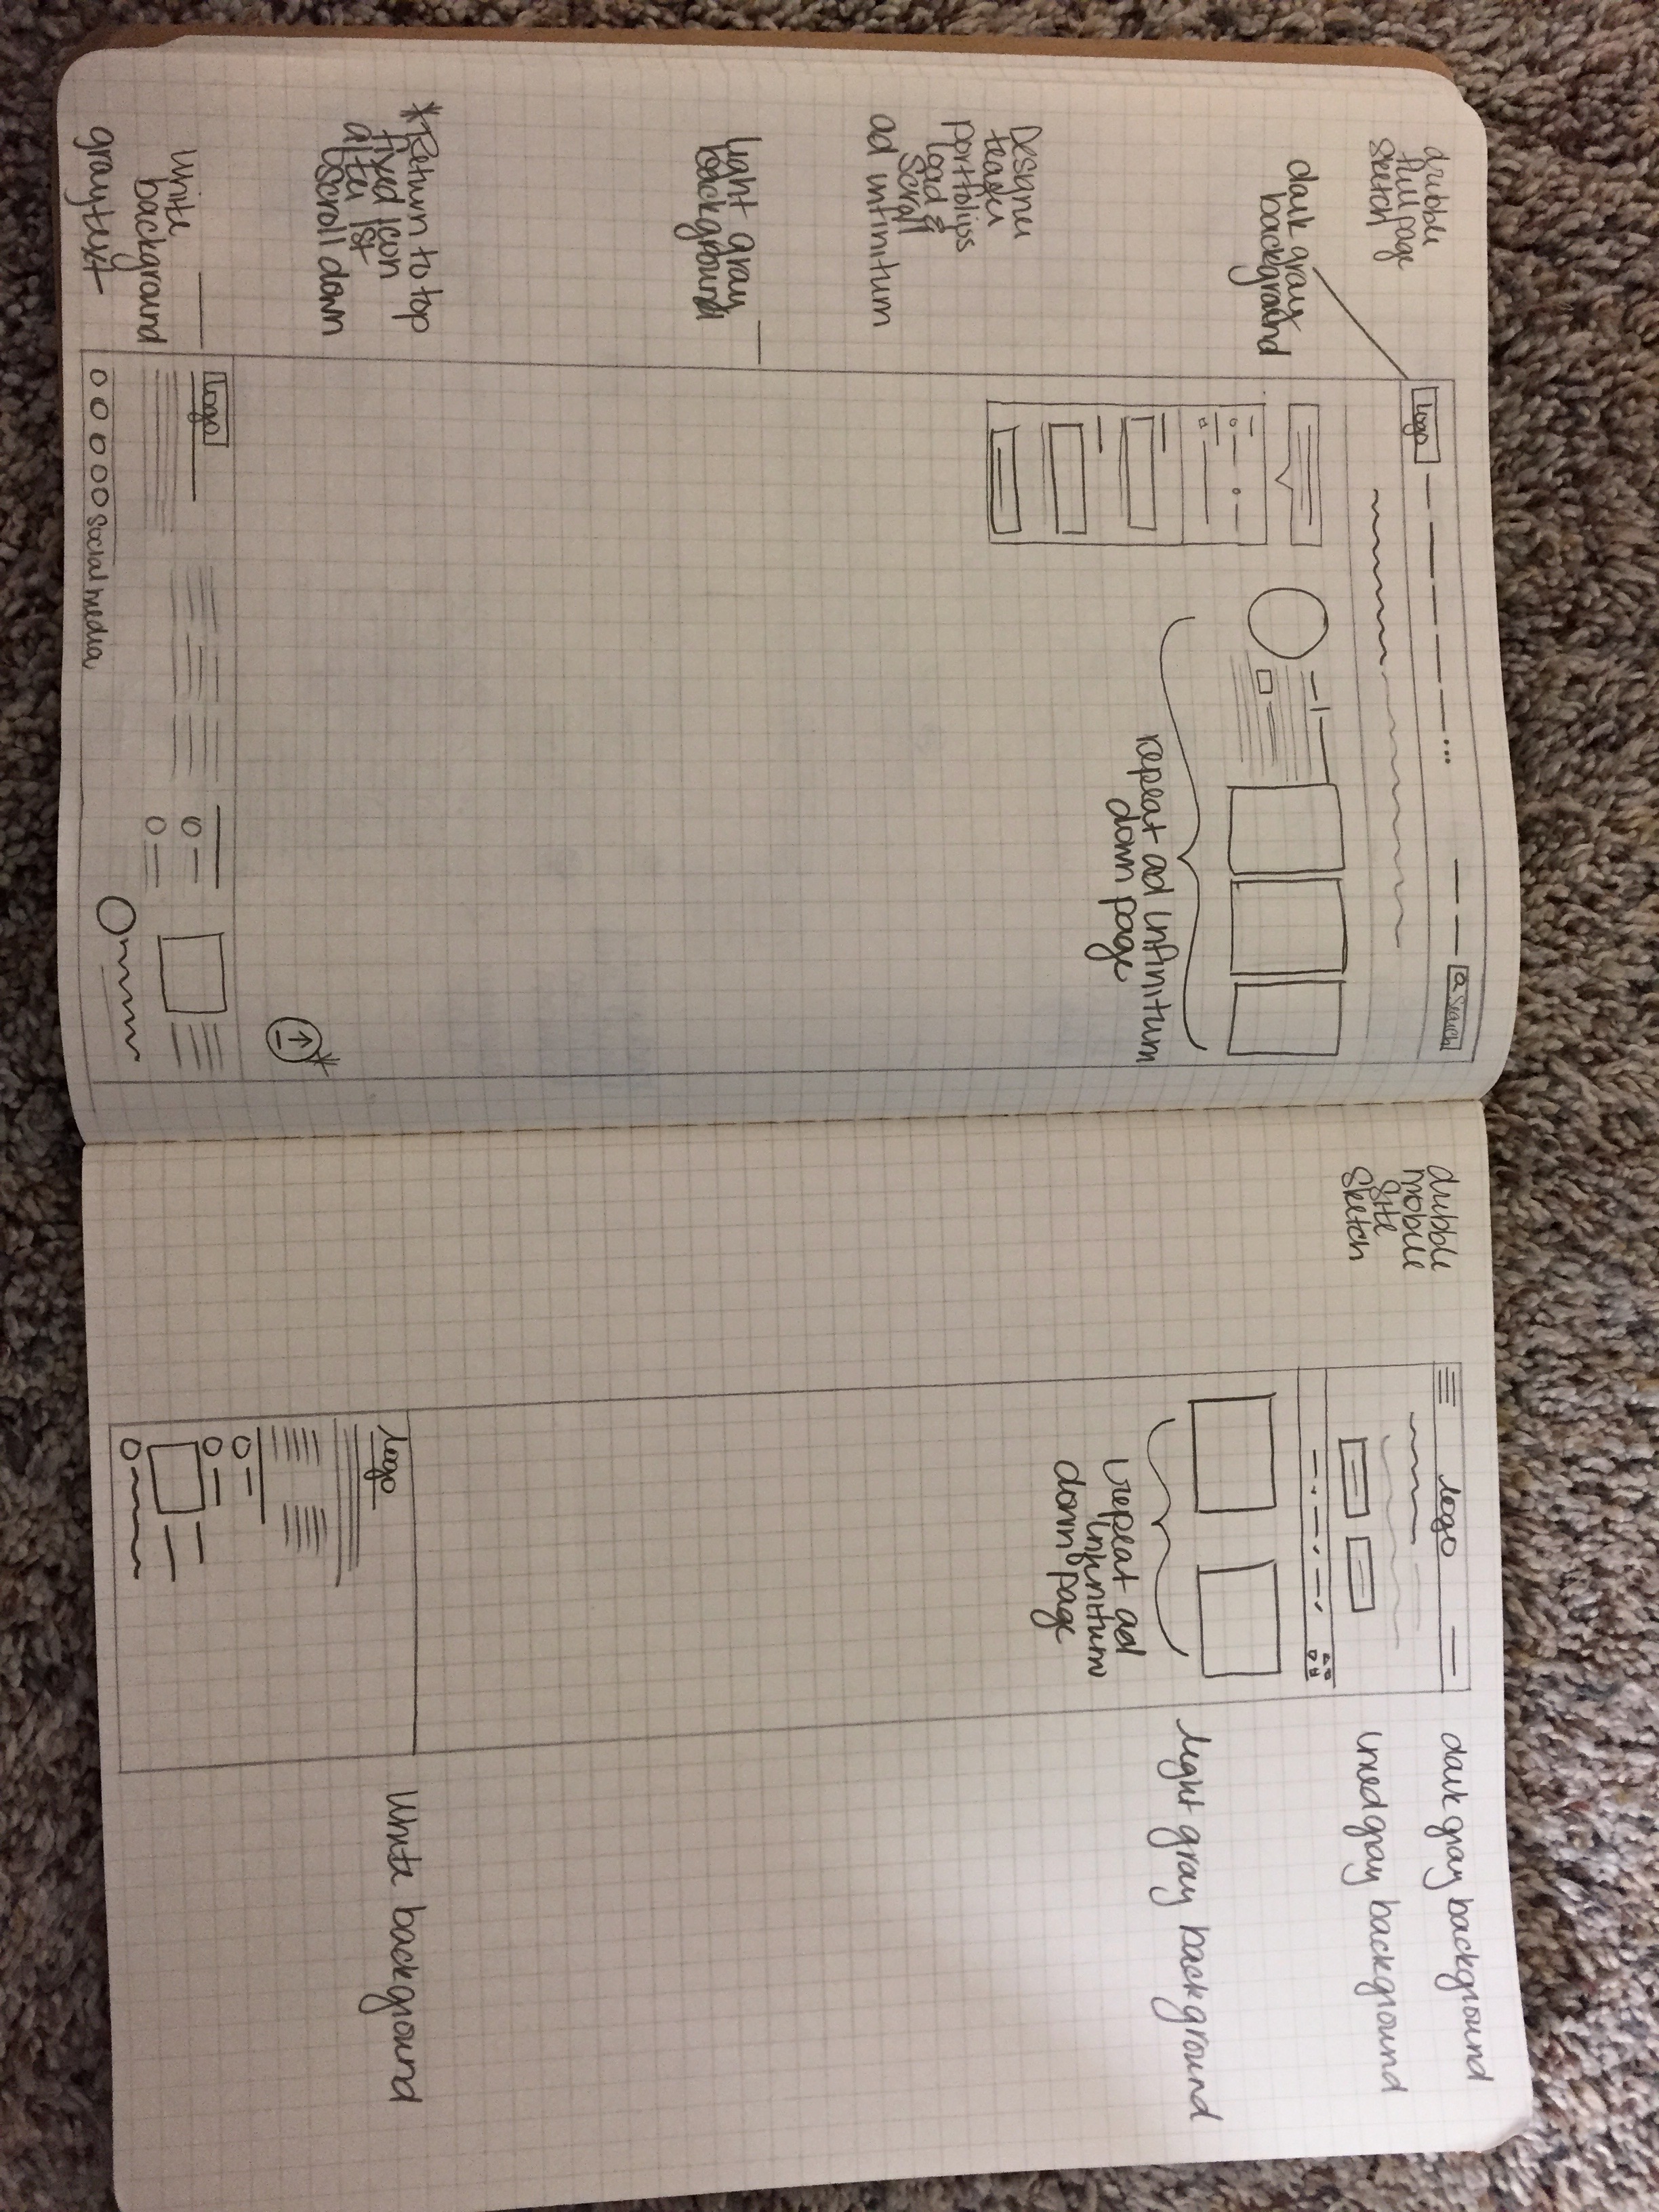 dribble
full page
sketch
dark gray
background
Designer
teaser
portfolios
load &
scroll
ad infinitum
light gray
background
*Return to top
fixed icon
after 1st
scroll down
White
background
gray text
logo
...
Search
repeat ad infinitum
down page
*
logo
Social media
dribble
mobile
site
sketch
logo
repeat ad
infinitum
down page
logo
dark gray background
med gray background
light gray background
White background